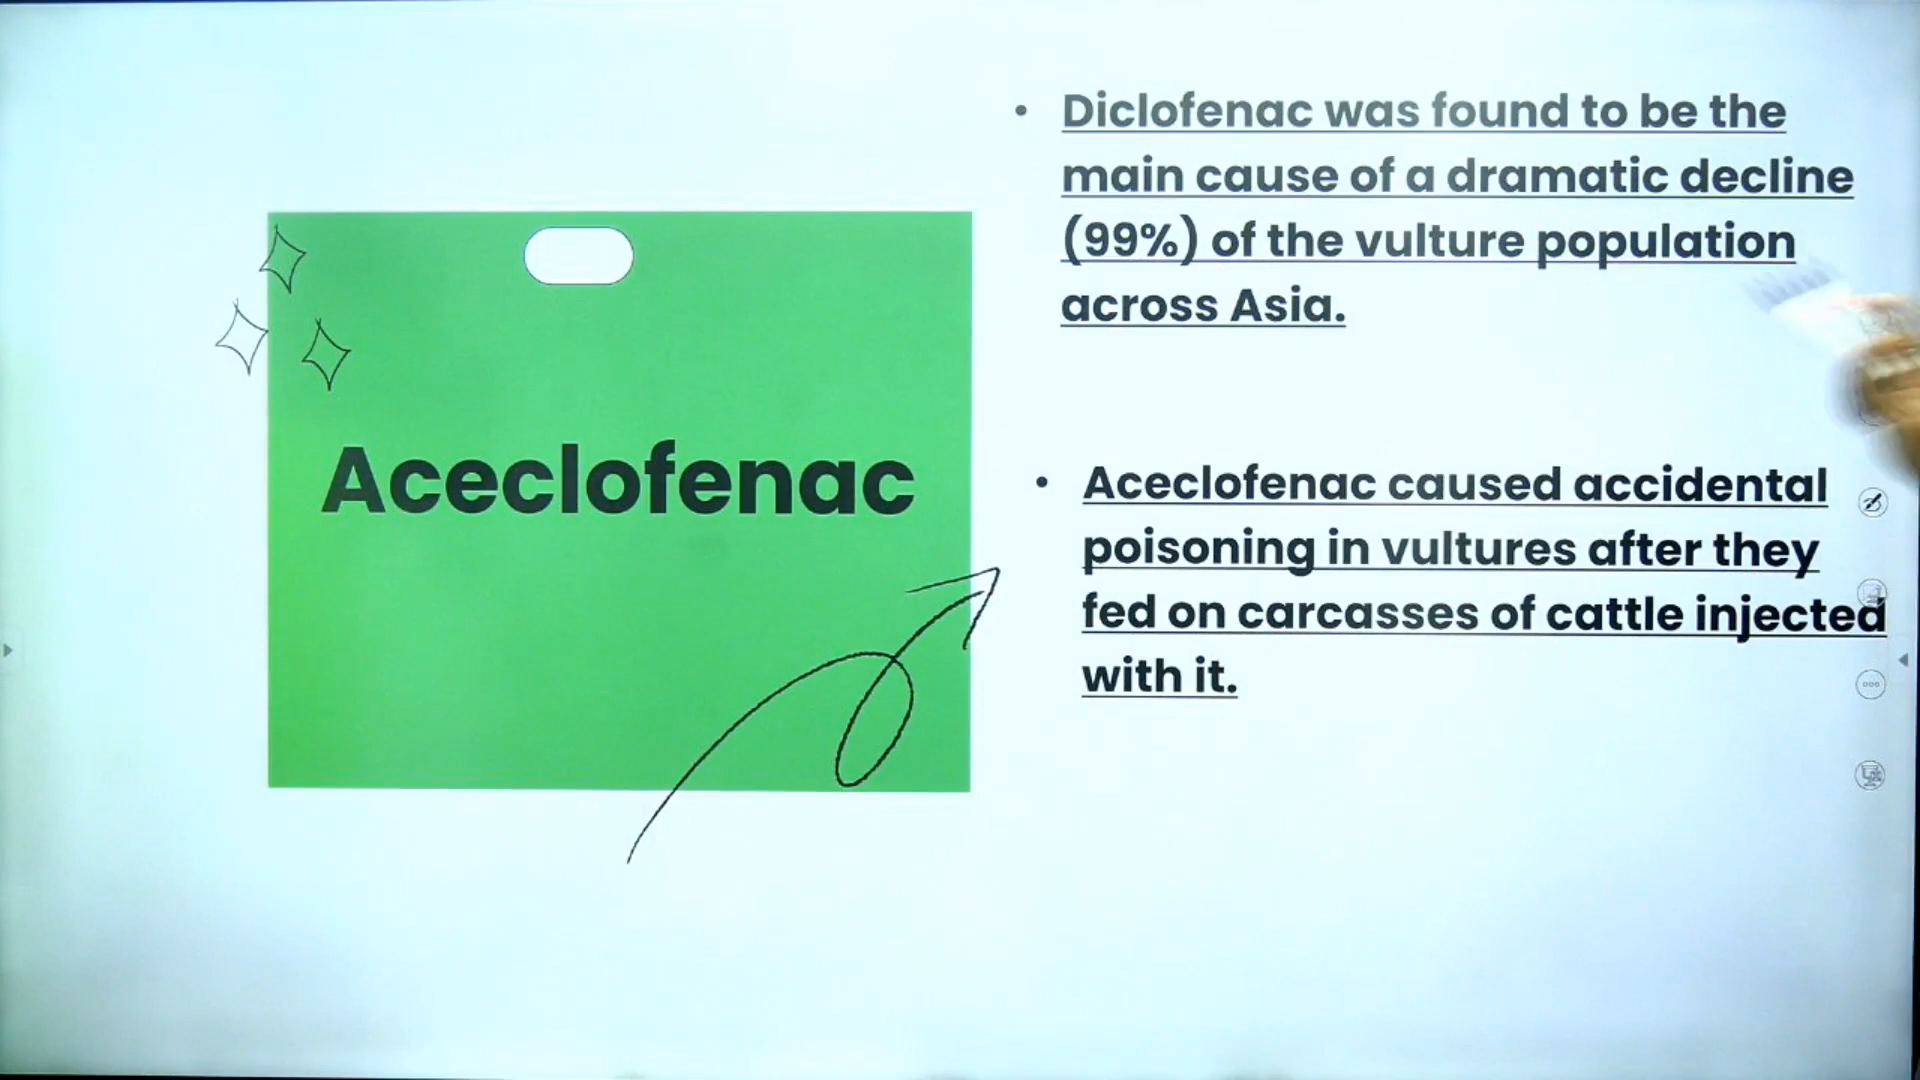 Aceclofenac
• Diclofenac was found to be the
main cause of a dramatic decline
(99%) of the vulture population
across Asia.
• Aceclofenac caused accidental
poisoning in vultures after they
fed on carcasses of cattle injected
with it.